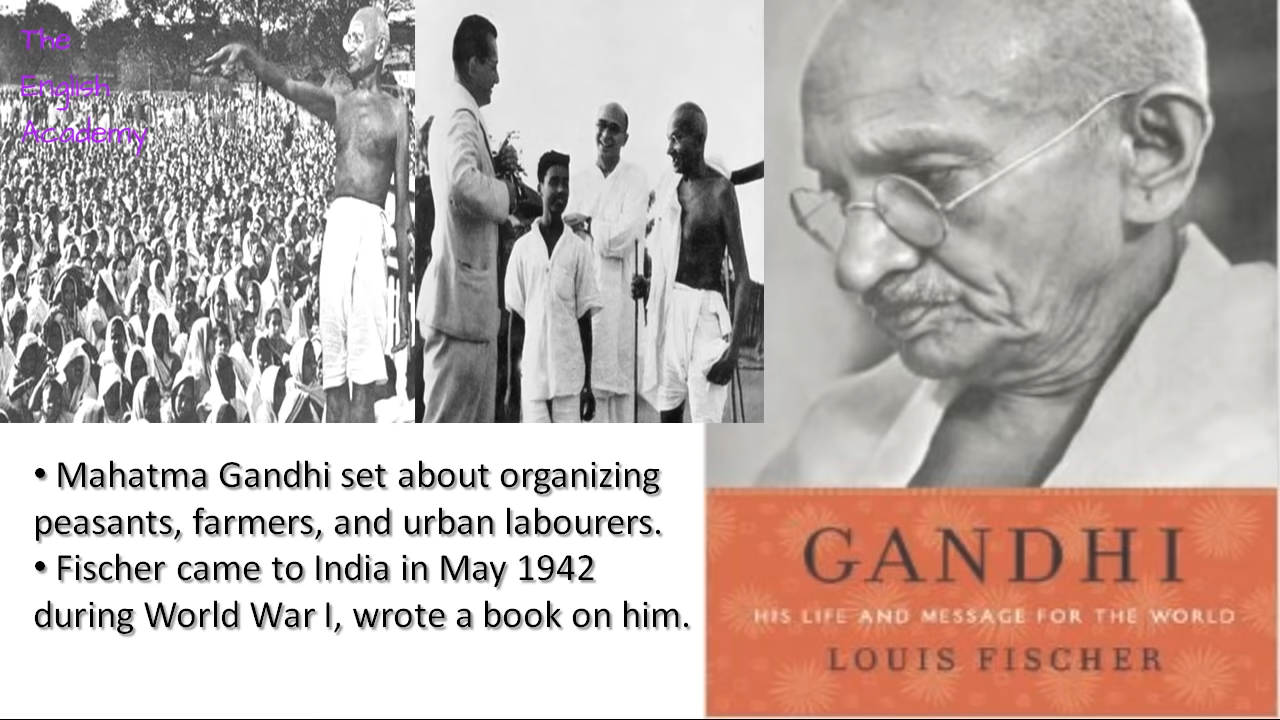 The
English
Academy
• Mahatma Gandhi set about organizing
peasants, farmers, and urban labourers.
• Fischer came to India in May 1942
during World War I, wrote a book on him.
GANDHI
HIS LIFE AND MESSAGE FOR THE WORLD
LOUIS FISCHER